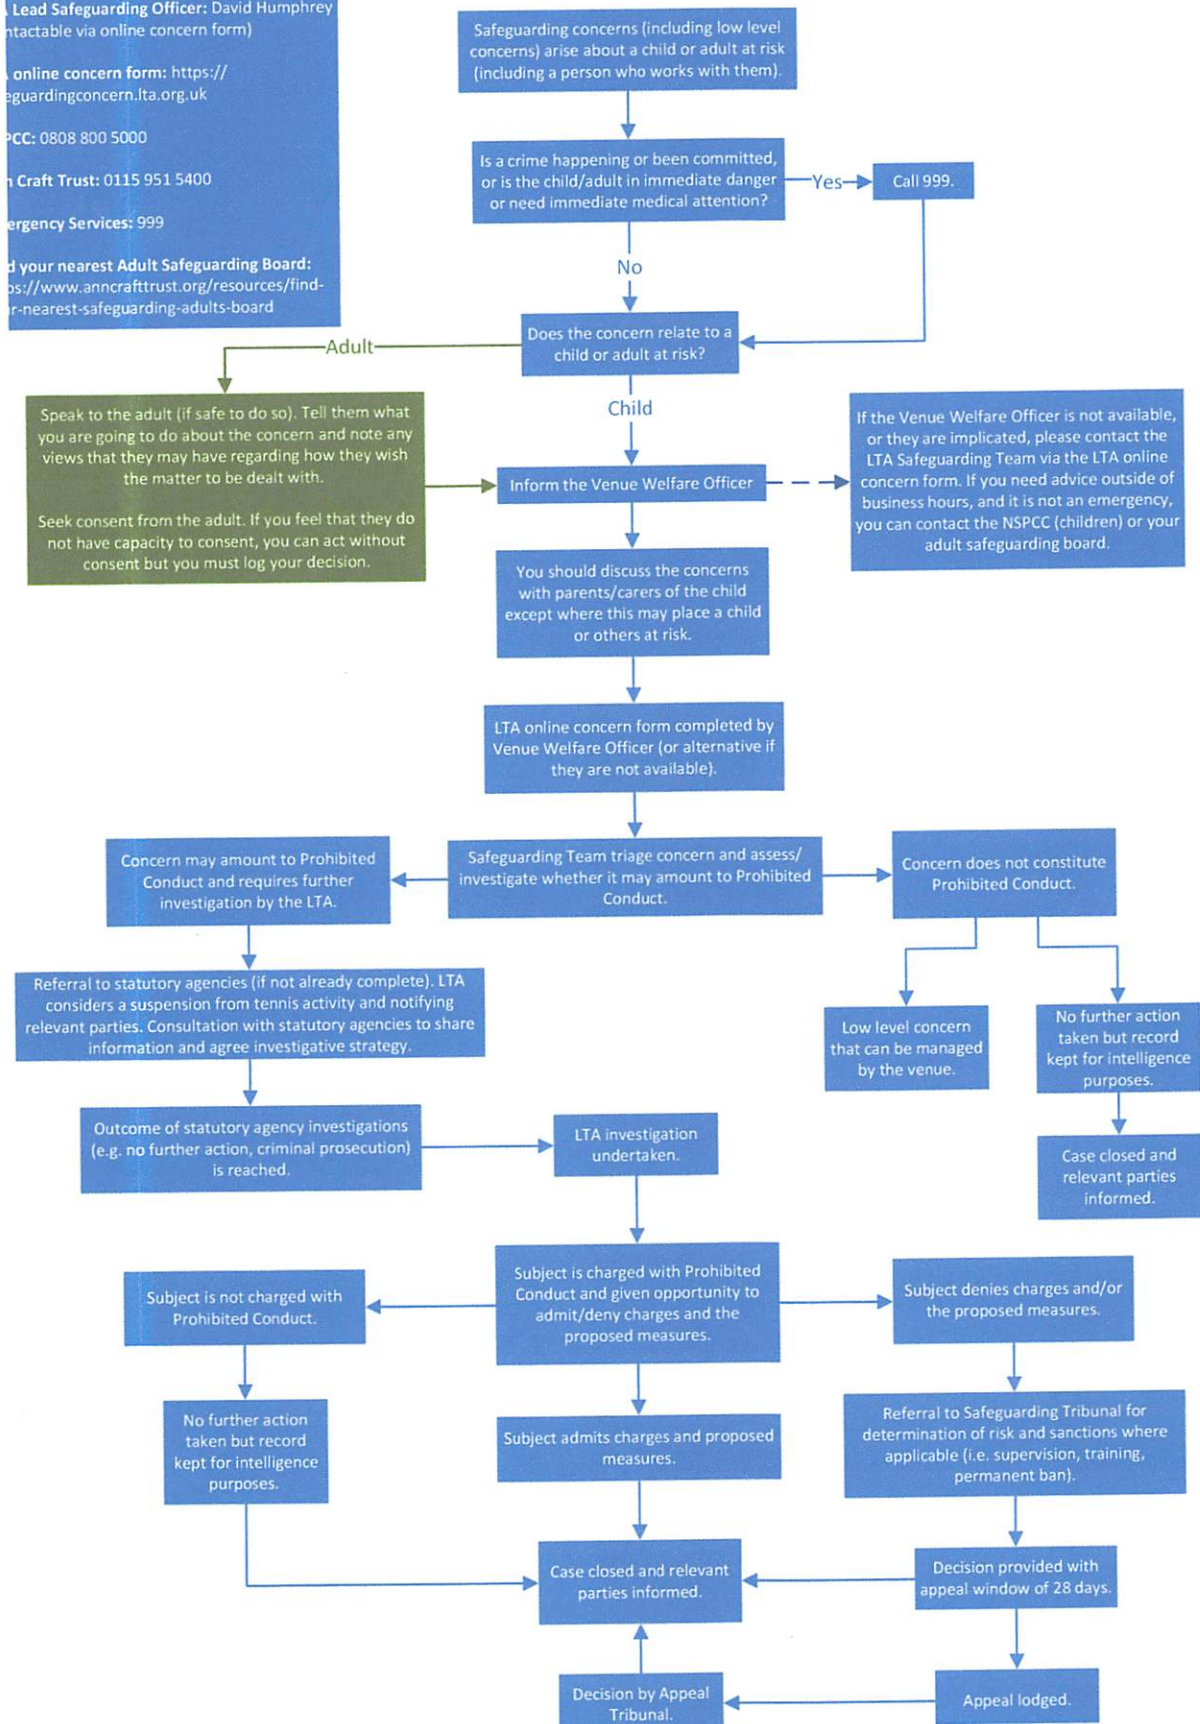 Lead Safeguarding Officer: David Humphrey
ntactable via online concern form)
online concern form: https://
eguardingconcern.lta.org.uk
PCC: 0808 800 5000
n Craft Trust: 0115 951 5400
ergency Services: 999
d your nearest Adult Safeguarding Board:
ps://www.anncrafttrust.org/resources/find-
r-nearest-safeguarding-adults-board
Safeguarding concerns (including low level
concerns) arise about a child or adult at risk
(including a person who works with them).
Is a crime happening or been committed,
or is the child/adult in immediate danger
or need immediate medical attention?
Yes
Call 999.
No
Does the concern relate to a
child or adult at risk?
Adult
Child
Speak to the adult (if safe to do so). Tell them what
you are going to do about the concern and note any
views that they may have regarding how they wish
the matter to be dealt with.
Seek consent from the adult. If you feel that they do
not have capacity to consent, you can act without
consent but you must log your decision.
Inform the Venue Welfare Officer
If the Venue Welfare Officer is not available,
or they are implicated, please contact the
LTA Safeguarding Team via the LTA online
concern form. If you need advice outside of
business hours, and it is not an emergency,
you can contact the NSPCC (children) or your
adult safeguarding board.
You should discuss the concerns
with parents/carers of the child
except where this may place a child
or others at risk.
LTA online concern form completed by
Venue Welfare Officer (or alternative if
they are not available).
Safeguarding Team triage concern and assess/
investigate whether it may amount to Prohibited
Conduct.
Concern may amount to Prohibited
Conduct and requires further
investigation by the LTA.
Concern does not constitute
Prohibited Conduct.
Referral to statutory agencies (if not already complete). LTA
considers a suspension from tennis activity and notifying
relevant parties. Consultation with statutory agencies to share
information and agree investigative strategy.
Low level concern
that can be managed
by the venue.
No further action
taken but record
kept for intelligence
purposes.
Outcome of statutory agency investigations
(e.g. no further action, criminal prosecution)
is reached.
LTA investigation
undertaken.
Case closed and
relevant parties
informed.
Subject is not charged with
Prohibited Conduct.
Subject is charged with Prohibited
Conduct and given opportunity to
admit/deny charges and the
proposed measures.
Subject denies charges and/or
the proposed measures.
No further action
taken but record
kept for intelligence
purposes.
Subject admits charges and proposed
measures.
Referral to Safeguarding Tribunal for
determination of risk and sanctions where
applicable (i.e. supervision, training,
permanent ban).
Case closed and relevant
parties informed.
Decision provided with
appeal window of 28 days.
Decision by Appeal
Tribunal.
Appeal lodged.